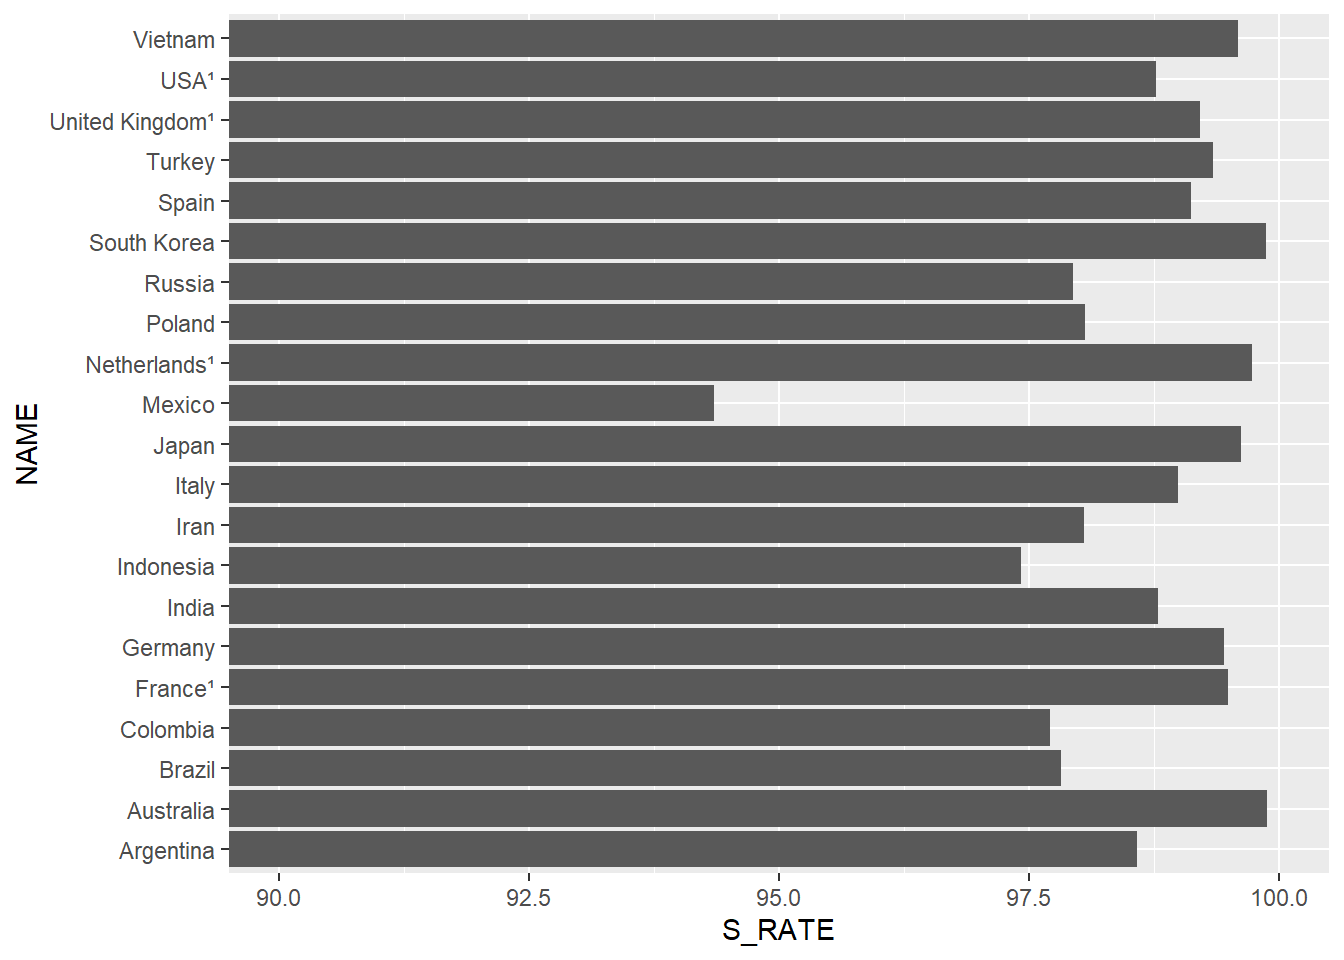 Vietnam
USA¹
United Kingdom¹
Turkey
Spain
South Korea
Russia
Poland
Netherlands¹
Mexico
Japan
Italy
Iran
Indonesia
India
Germany
France¹
Colombia
Brazil
Australia
Argentina
NAME
90.0 92.5 95.0 97.5 100.0
S_RATE